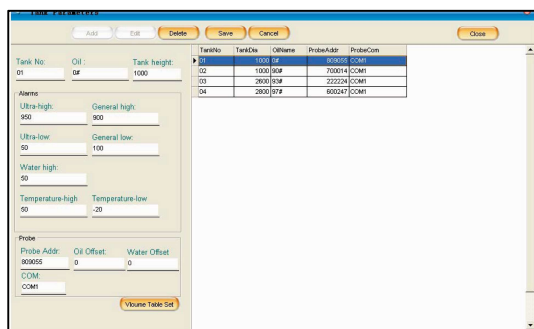 Tank Parameters
Add Edit Delete Save Cancel Close
TankNo TankDia OilName ProbeAddr ProbeCom
01 1000 0# 809055 COM1
02 1000 90# 700014 COM1
03 2600 93# 222224 COM1
04 2800 97# 600247 COM1
Tank No: Oil : Tank height:
01 0# 1000
Alarms
Ultra-high: General high:
950 900
Ultra-low: General low:
50 100
Water high:
50
Temperature-high Temperature-low
50 -20
Probe
Probe Addr: Oil Offset: Water Offset
809055 0 0
COM:
COM1
Vloume Table Set